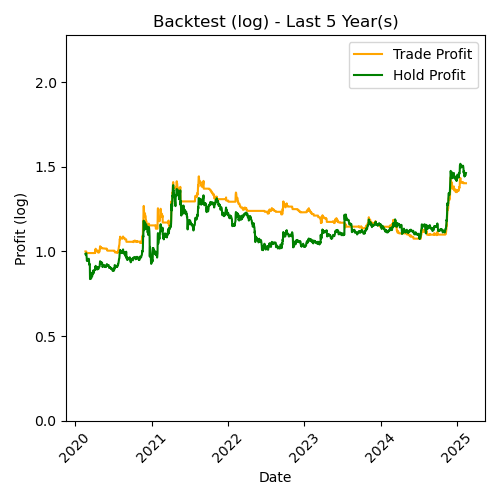 Backtest (log) - Last 5 Year(s)
Trade Profit
Hold Profit
Profit (log)
2.0
1.5
1.0
0.5
0.0
2020
2021
2022
2023
2024
2025
Date